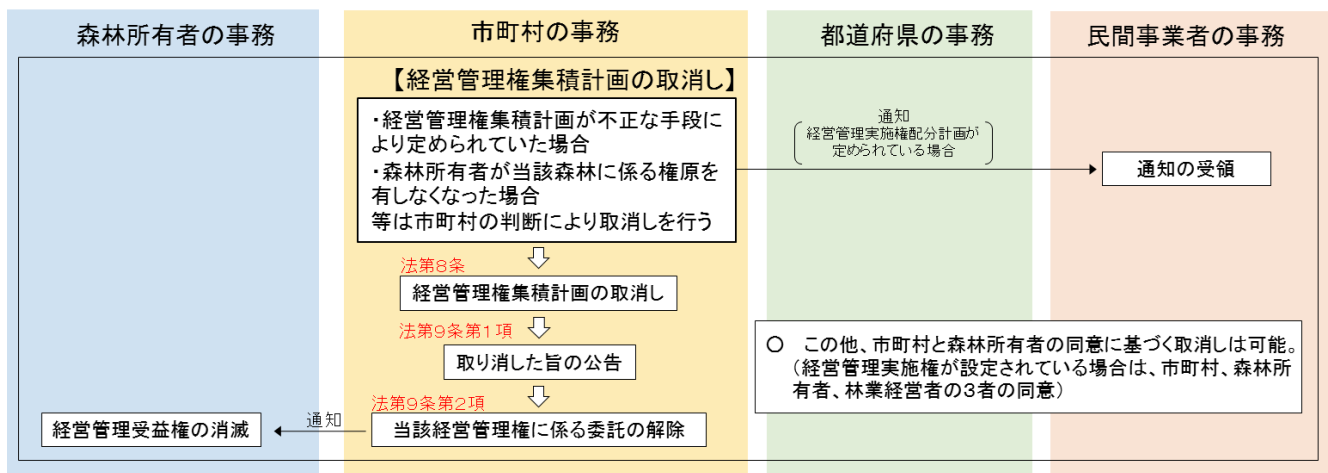 森林所有者の事務
市町村の事務
都道府県の事務
民間事業者の事務
【経営管理権集積計画の取消し】
・経営管理権集積計画が不正な手段に
より定められていた場合
・森林所有者が当該森林に係る権原を
有しなくなった場合
等は市町村の判断により取消しを行う
通知
経営管理実施権配分計画が
定められている場合
通知の受領
法第8条
経営管理権集積計画の取消し
法第9条第1項
取り消した旨の公告
法第9条第2項
当該経営管理権に係る委託の解除
通知
経営管理受益権の消滅
○ この他、市町村と森林所有者の同意に基づく取消しは可能。
(経営管理実施権が設定されている場合は、市町村、森林所
有者、林業経営者の3者の同意)